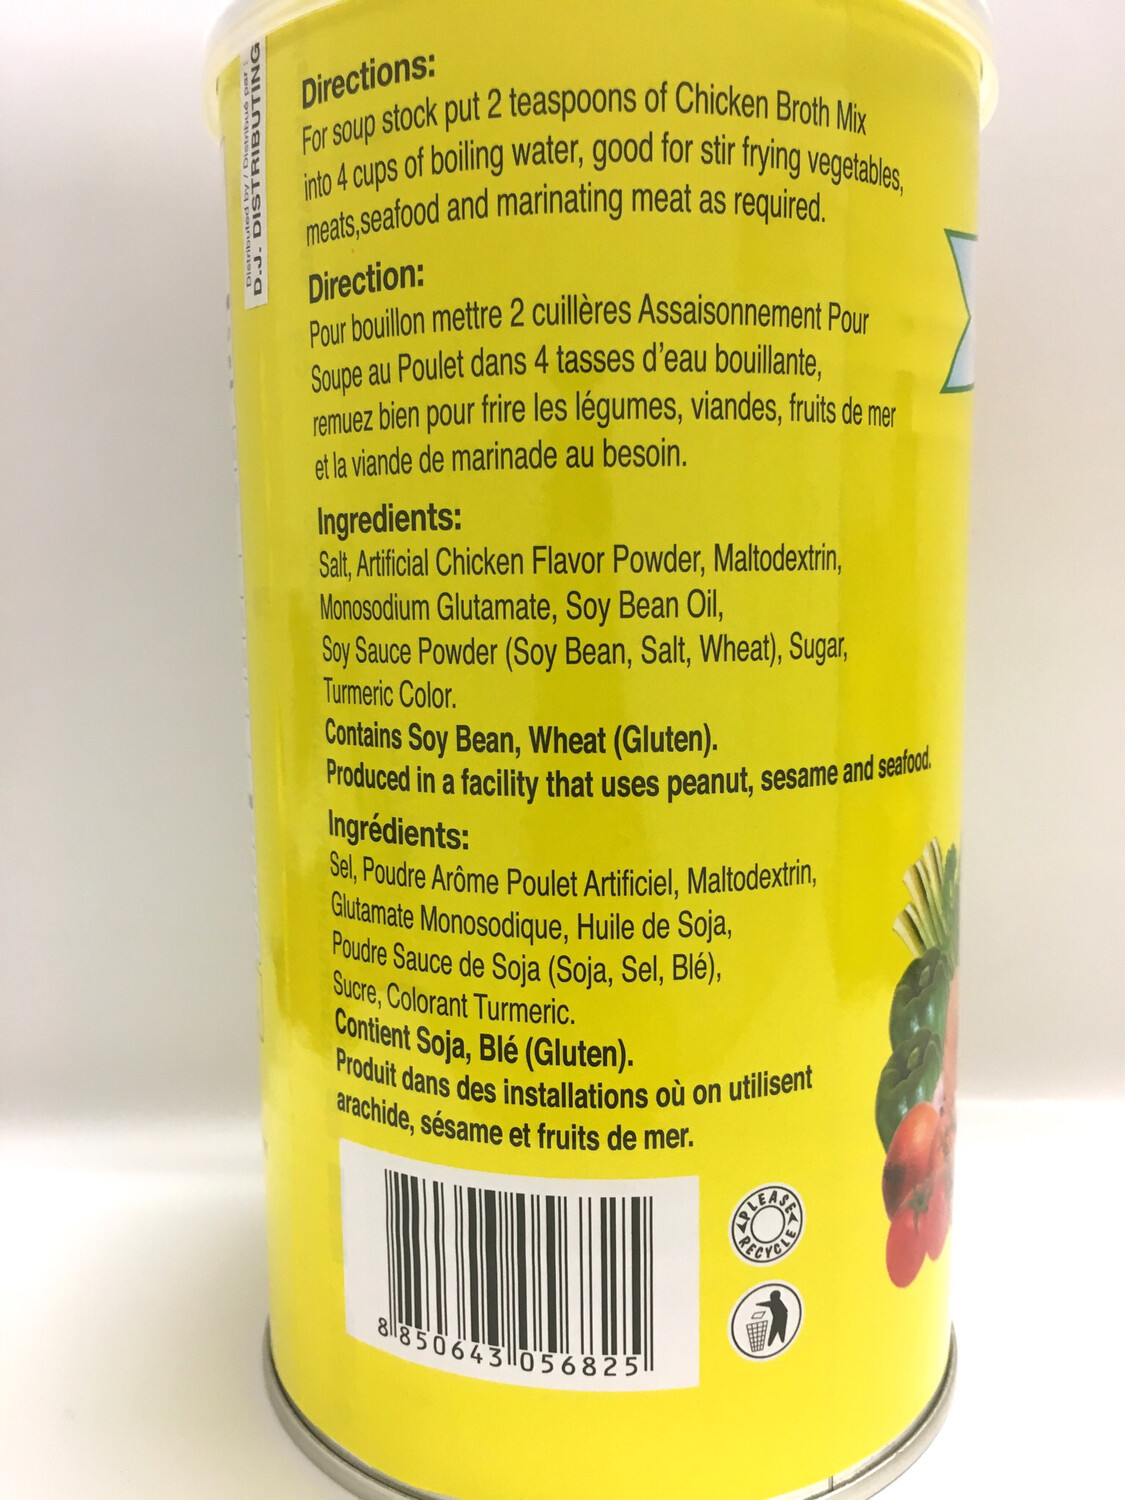 Distributed by / Distribué par :
D.J. DISTRIBUTING
Directions:
For soup stock put 2 teaspoons of Chicken Broth Mix
into 4 cups of boiling water, good for stir frying vegetables,
meats,seafood and marinating meat as required.
Direction:
Pour bouillon mettre 2 cuillères Assaisonnement Pour
Soupe au Poulet dans 4 tasses d'eau bouillante,
remuez bien pour frire les légumes, viandes, fruits de mer
et la viande de marinade au besoin.
Ingredients:
Salt, Artificial Chicken Flavor Powder, Maltodextrin,
Monosodium Glutamate, Soy Bean Oil,
Soy Sauce Powder (Soy Bean, Salt, Wheat), Sugar,
Turmeric Color.
Contains Soy Bean, Wheat (Gluten).
Produced in a facility that uses peanut, sesame and seafood.
Ingrédients:
Sel, Poudre Arôme Poulet Artificiel, Maltodextrin,
Glutamate Monosodique, Huile de Soja,
Poudre Sauce de Soja (Soja, Sel, Blé),
Sucre, Colorant Turmeric.
Contient Soja, Blé (Gluten).
Produit dans des installations où on utilisent
arachide, sésame et fruits de mer.
PLEASE
RECYCLE
8 850643 056825